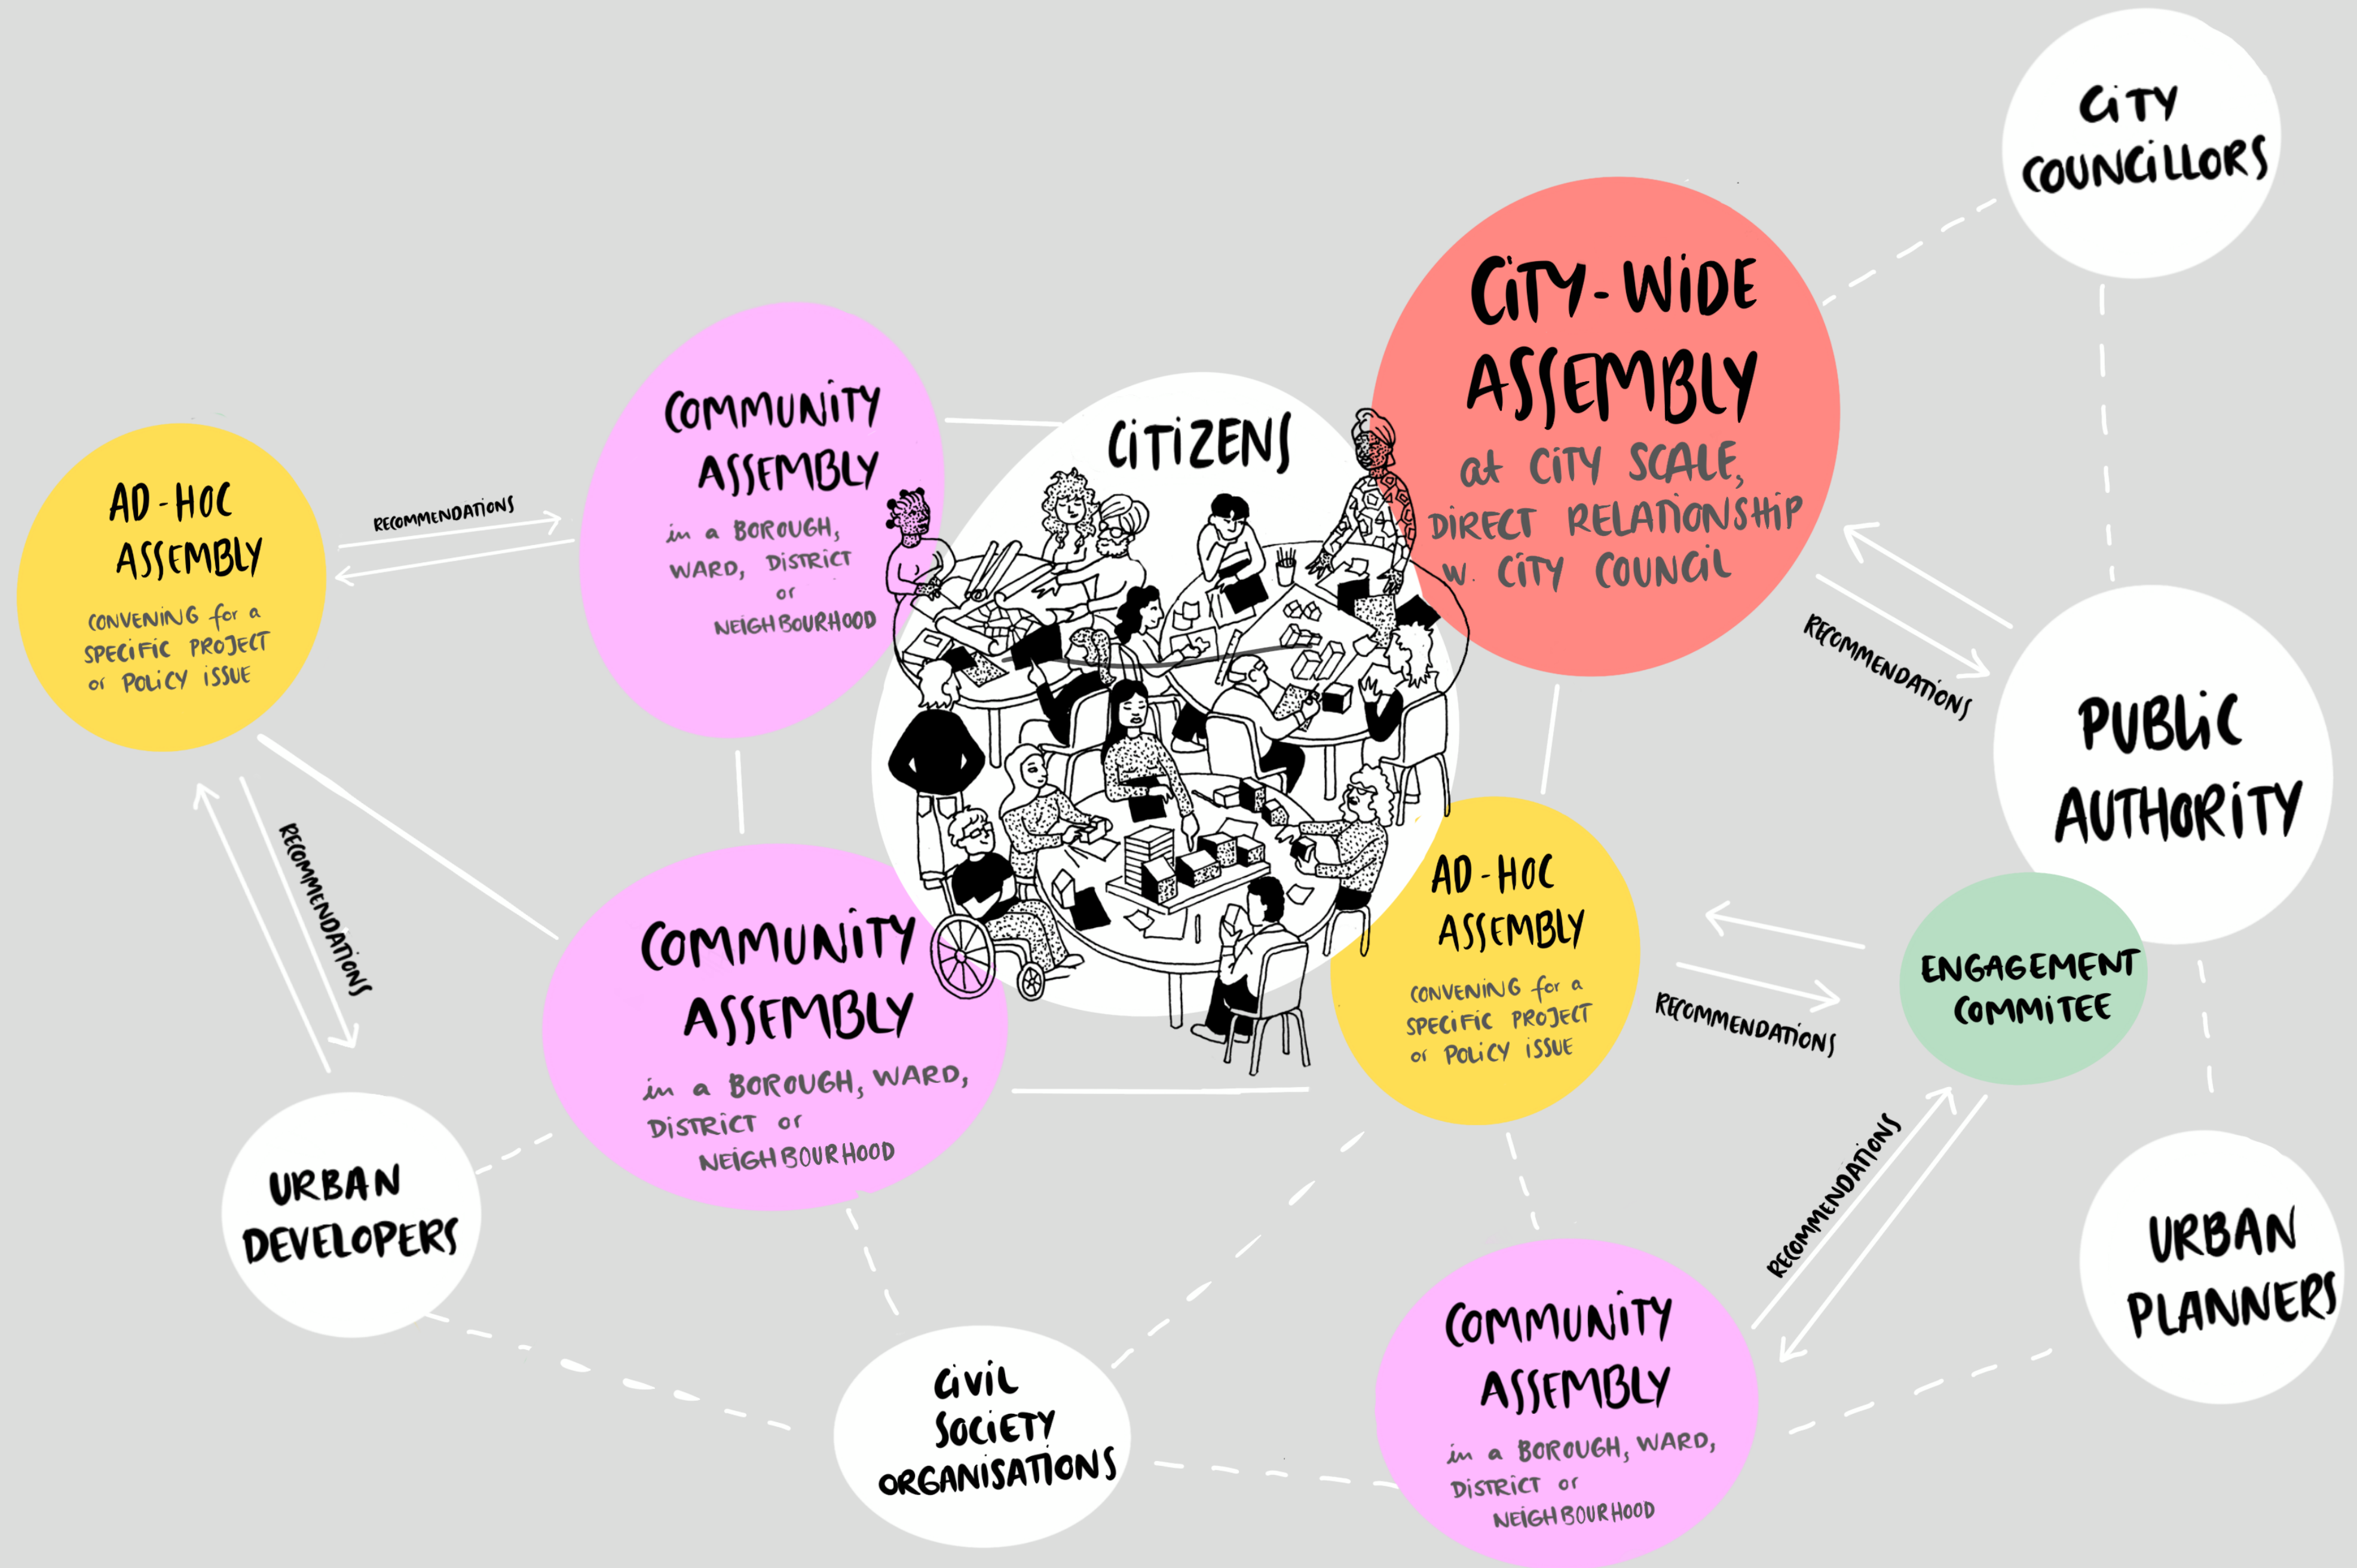 CITY
COUNCILLORS
CITY-WIDE
ASSEMBLY
at CITY SCALE,
DIRECT RELATIONSHIP
w. CITY COUNCIL
COMMUNITY
ASSEMBLY
in a BOROUGH,
WARD, DISTRICT
or
NEIGHBOURHOOD
CITIZENS
AD-HOC
ASSEMBLY
CONVENING for a
SPECIFIC PROJECT
or POLICY ISSUE
RECOMMENDATIONS
RECOMMENDATIONS
PUBLIC
AUTHORITY
RECOMMENDATIONS
COMMUNITY
ASSEMBLY
in a BOROUGH, WARD,
DISTRICT or
NEIGHBOURHOOD
AD-HOC
ASSEMBLY
CONVENING for a
SPECIFIC PROJECT
or POLICY ISSUE
RECOMMENDATIONS
ENGAGEMENT
COMMITEE
RECOMMENDATIONS
URBAN
DEVELOPERS
CIVIL
SOCIETY
ORGANISATIONS
COMMUNITY
ASSEMBLY
in a BOROUGH, WARD,
DISTRICT or
NEIGHBOURHOOD
URBAN
PLANNERS